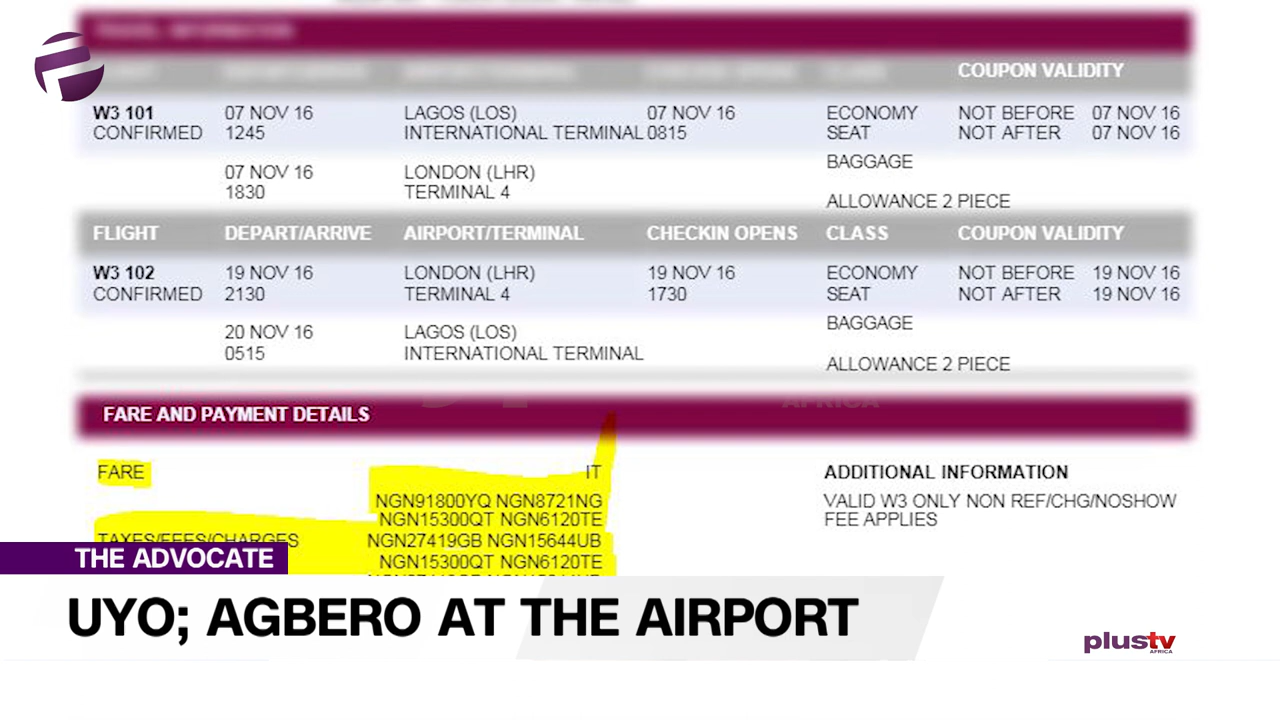 COUPON VALIDITY
W3 101 07 NOV 16 LAGOS (LOS) 07 NOV 16 ECONOMY NOT BEFORE 07 NOV 16
CONFIRMED 1245 INTERNATIONAL TERMINAL 0815 SEAT NOT AFTER 07 NOV 16
BAGGAGE
07 NOV 16 LONDON (LHR)
1830 TERMINAL 4
ALLOWANCE 2 PIECE
FLIGHT DEPART/ARRIVE AIRPORT/TERMINAL CHECKIN OPENS CLASS COUPON VALIDITY
W3 102 19 NOV 16 LONDON (LHR) 19 NOV 16 ECONOMY NOT BEFORE 19 NOV 16
CONFIRMED 2130 TERMINAL 4 1730 SEAT NOT AFTER 19 NOV 16
BAGGAGE
20 NOV 16 LAGOS (LOS)
0515 INTERNATIONAL TERMINAL
ALLOWANCE 2 PIECE
AFRICA
FARE AND PAYMENT DETAILS
FARE IT ADDITIONAL INFORMATION
NGN91800YQ NGN8721NG VALID W3 ONLY NON REF/CHG/NOSHOW
NGN15300QT NGN6120TE FEE APPLIES
TAXES/FEES/CHARGES NGN27419GB NGN15644UB
NGN15300QT NGN6120TE
THE ADVOCATE
UYO; AGBERO AT THE AIRPORT
plustv
AFRICA